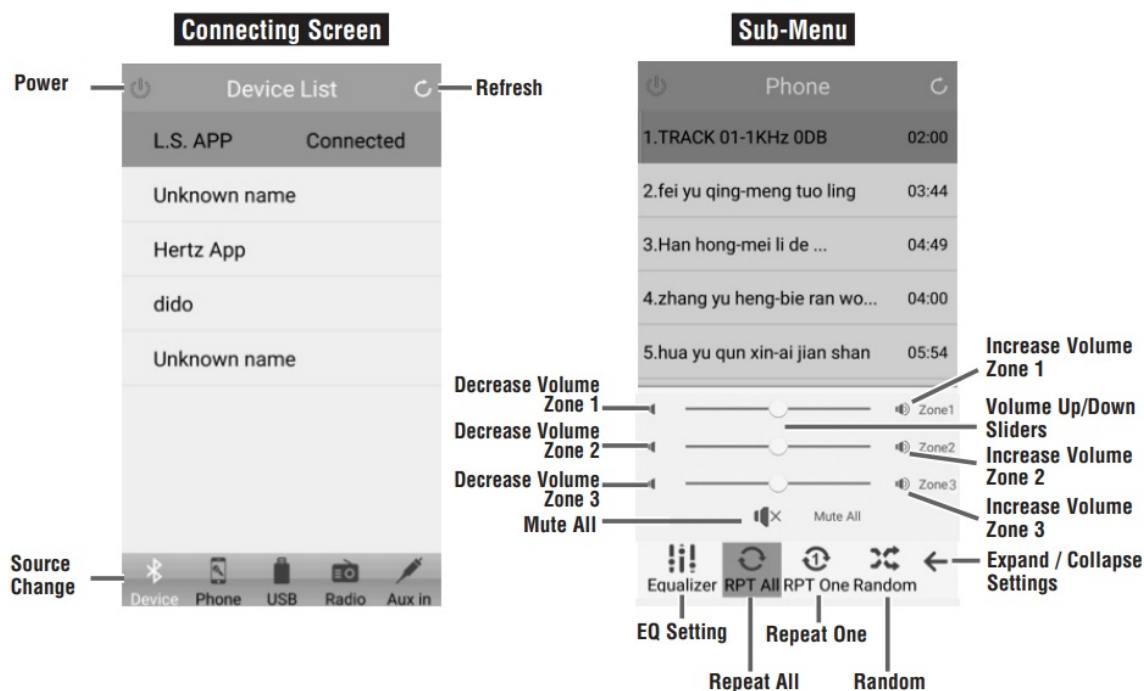 Connecting Screen
Power
Device List
Refresh
L.S. APP Connected
Unknown name
Hertz App
dido
Unknown name
Source
Change
Device Phone USB Radio Aux in
Sub-Menu
Phone
1.TRACK 01-1KHz 0DB 02:00
2.fei yu qing-meng tuo ling 03:44
3.Han hong-mei li de ... 04:49
4.zhang yu heng-bie ran wo... 04:00
5.hua yu qun xin-ai jian shan 05:54
Decrease Volume
Zone 1
Decrease Volume
Zone 2
Decrease Volume
Zone 3
Mute All
Zone1
Zone2
Zone3
Mute All
Increase Volume
Zone 1
Volume Up/Down
Sliders
Increase Volume
Zone 2
Increase Volume
Zone 3
Equalizer RPT All RPT One Random
1
Expand / Collapse
Settings
EQ Setting
Repeat One
Repeat All
Random